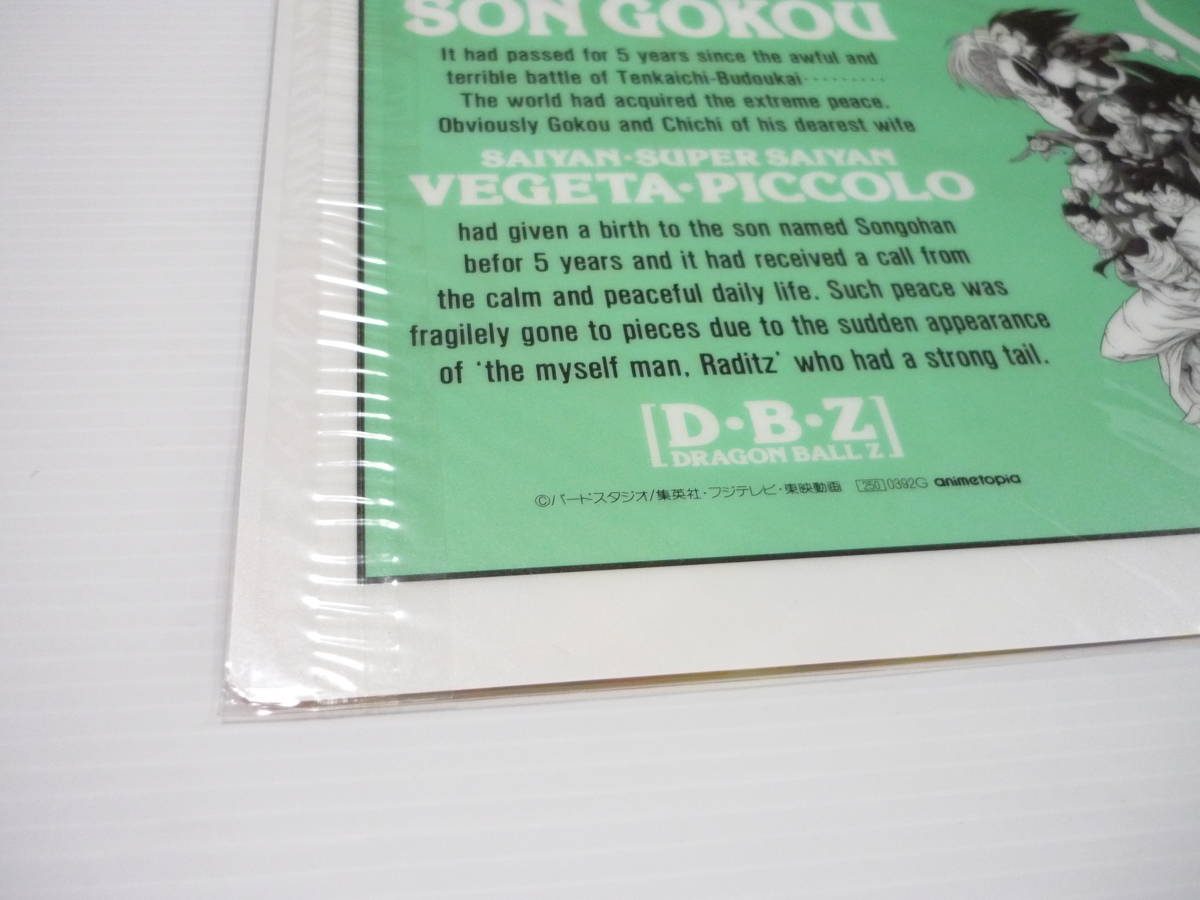 SON GOKOU
It had passed for 5 years since the awful and
terrible battle of Tenkaichi-Budoukai·········
The world had acquired the extreme peace.
Obviously Gokou and Chichi of his dearest wife
SAIYAN·SUPER SAIYAN
VEGETA·PICCOLO
had given a birth to the son named Songohan
befor 5 years and it had received a call from
the calm and peaceful daily life. Such peace was
fragilely gone to pieces due to the sudden appearance
of 'the myself man, Raditz' who had a strong tail.
[D·B·Z]
DRAGON BALL Z
©バードスタジオ/集英社・フジテレビ・東映動画 250 0392G animetopia